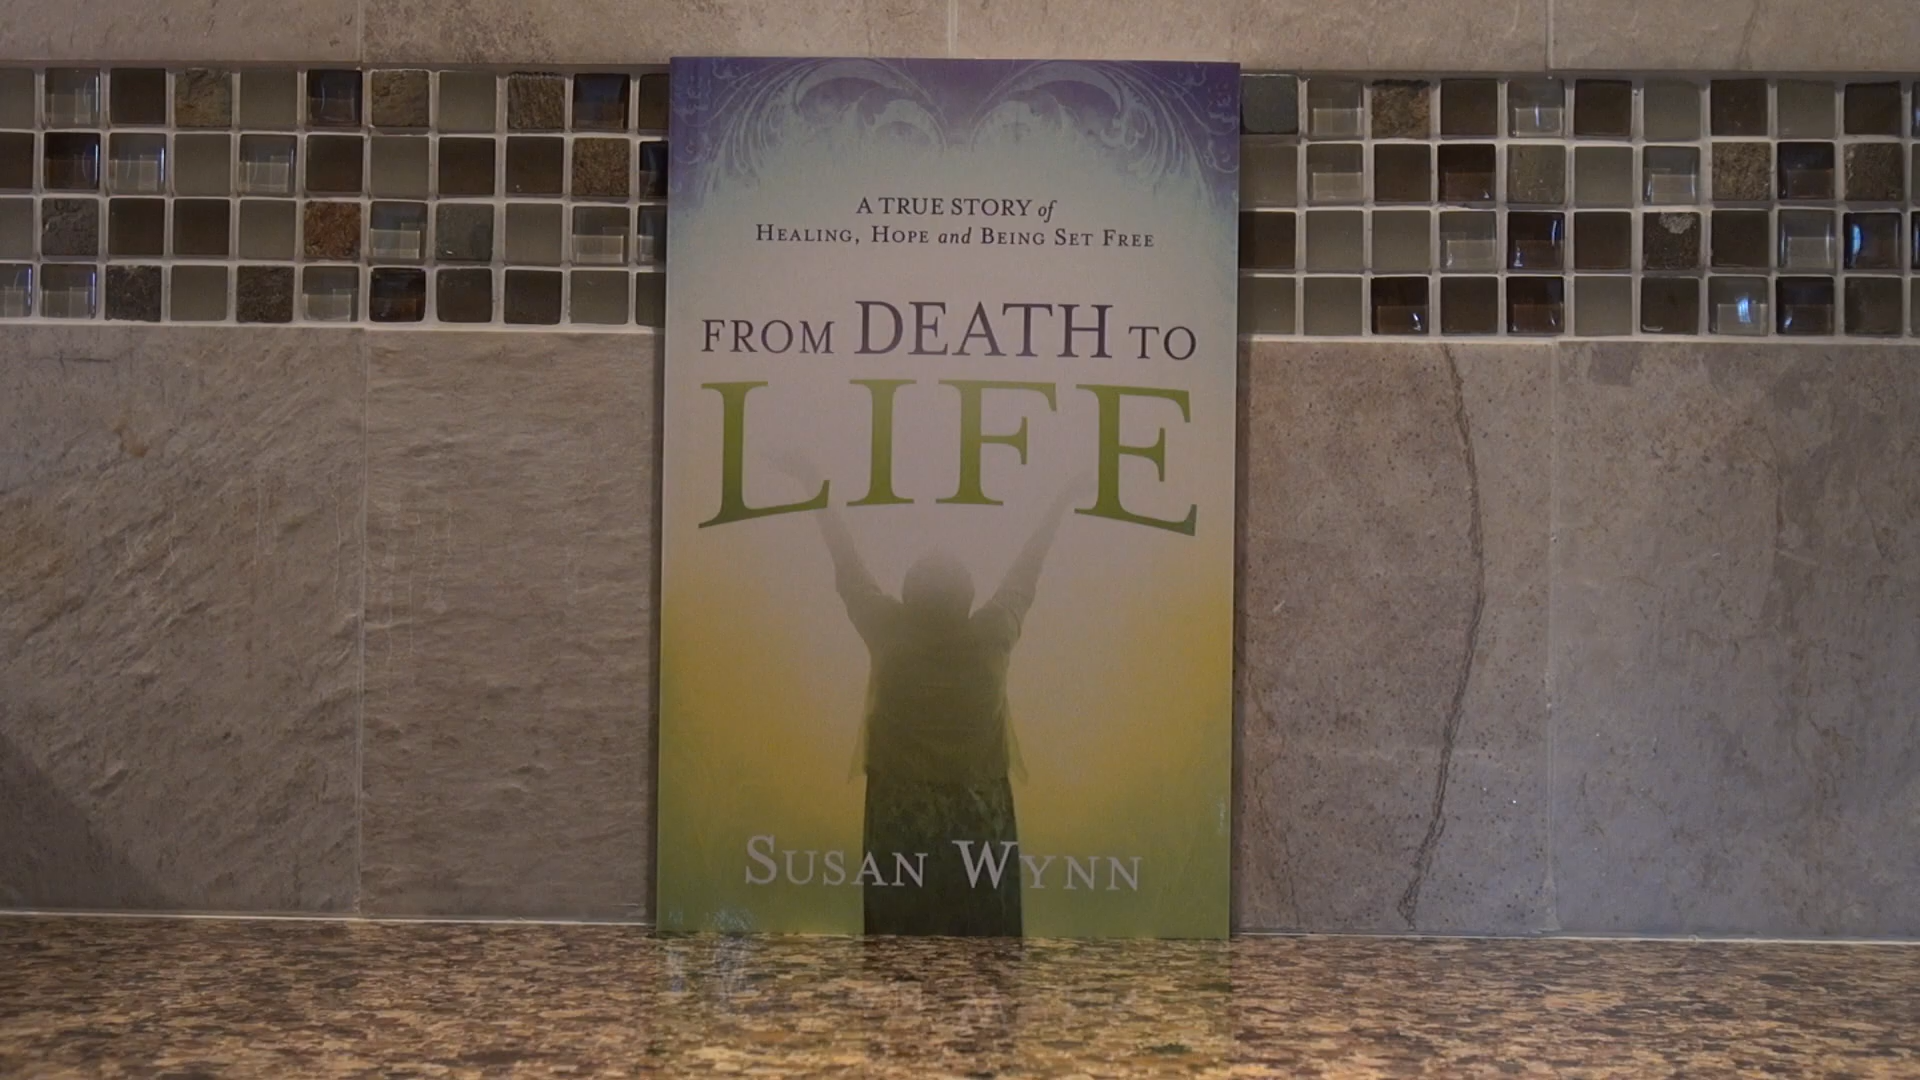 A TRUE STORY of
HEALING, HOPE and BEING SET FREE
FROM DEATH TO
LIFE
SUSAN WYNN